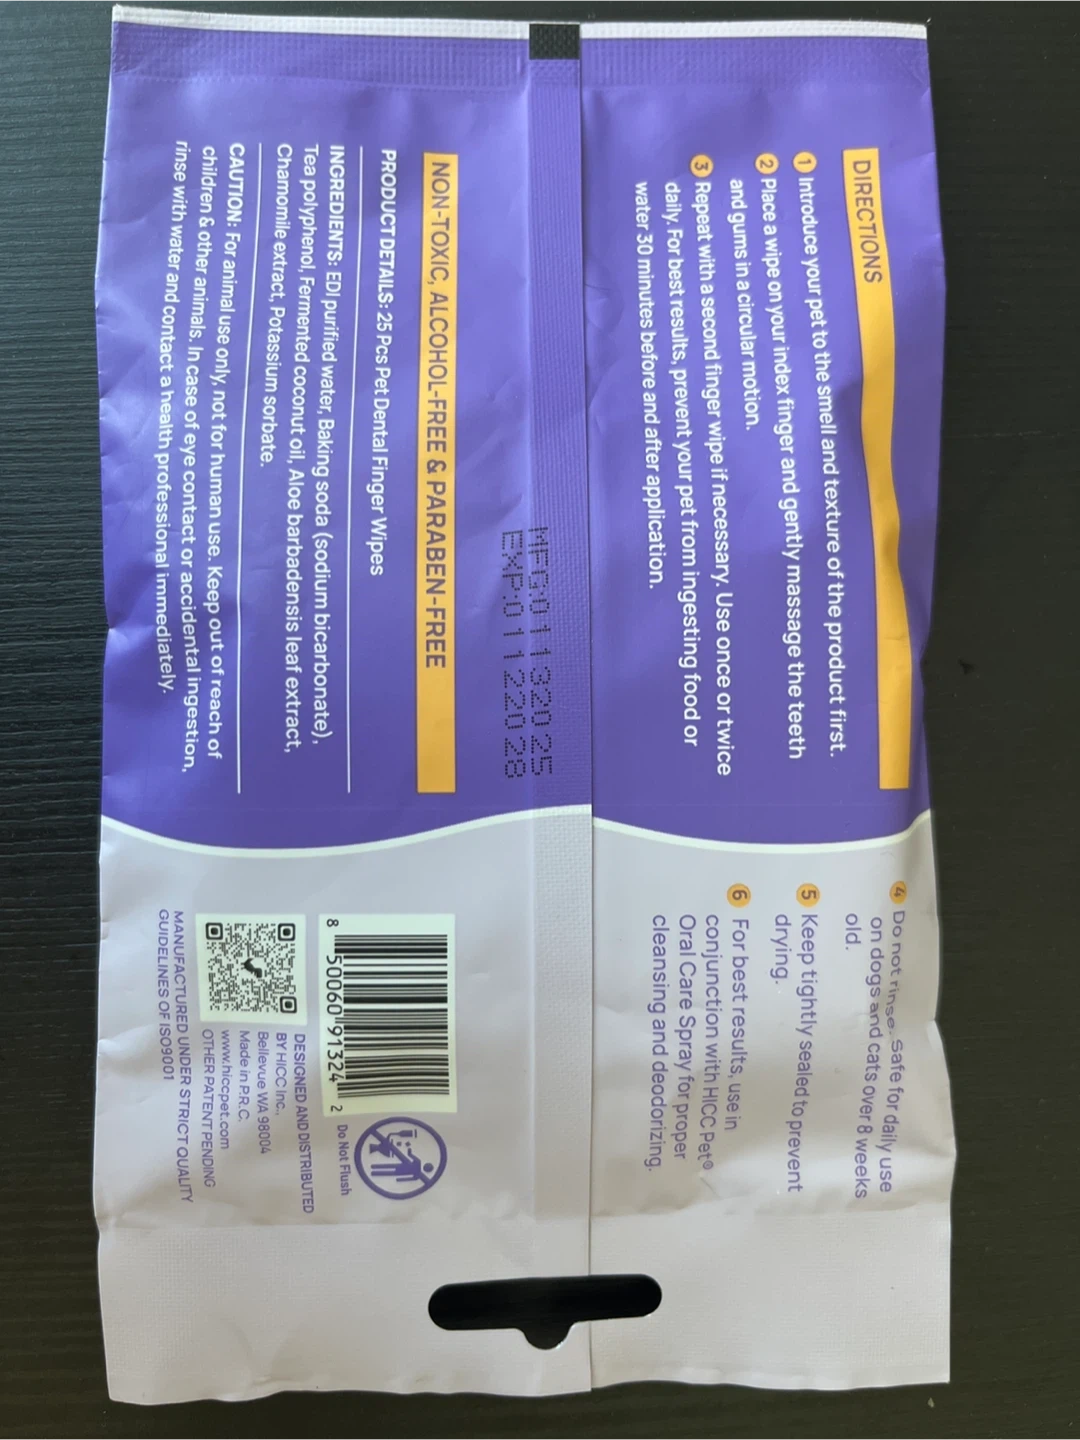 DIRECTIONS
1 Introduce your pet to the smell and texture of the product first.
2 Place a wipe on your index finger and gently massage the teeth
and gums in a circular motion.
3 Repeat with a second finger wipe if necessary. Use once or twice
daily. For best results, prevent your pet from ingesting food or
water 30 minutes before and after application.
4 Do not rinse. Safe for daily use
on dogs and cats over 8 weeks
old.
5 Keep tightly sealed to prevent
drying.
6 For best results, use in
conjunction with HICC Pet®
Oral Care Spray for proper
cleansing and deodorizing.
MFG:01132025
EXP:01122028
NON-TOXIC, ALCOHOL-FREE & PARABEN-FREE
PRODUCT DETAILS: 25 Pcs Pet Dental Finger Wipes
INGREDIENTS: EDI purified water, Baking soda (sodium bicarbonate),
Tea polyphenol, Fermented coconut oil, Aloe barbadensis leaf extract,
Chamomile extract, Potassium sorbate.
CAUTION: For animal use only, not for human use. Keep out of reach of
children & other animals. In case of eye contact or accidental ingestion,
rinse with water and contact a health professional immediately.
8 50060 91324 2
Do Not Flush
DESIGNED AND DISTRIBUTED
BY HICC Inc.,
Bellevue WA 98004
Made in P.R.C.
www.hiccpet.com
OTHER PATENT PENDING
MANUFACTURED UNDER STRICT QUALITY
GUIDELINES OF ISO9001